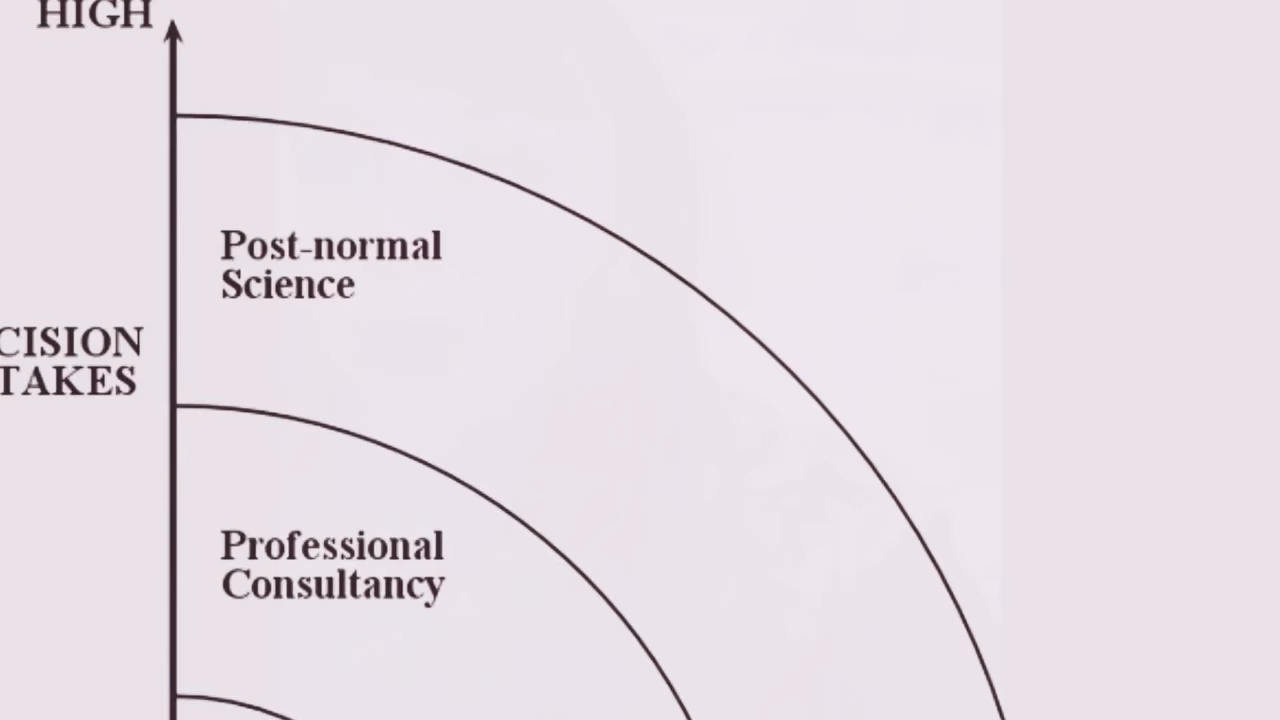 HIGH
Post-normal
Science
CISION
TAKES
Professional
Consultancy